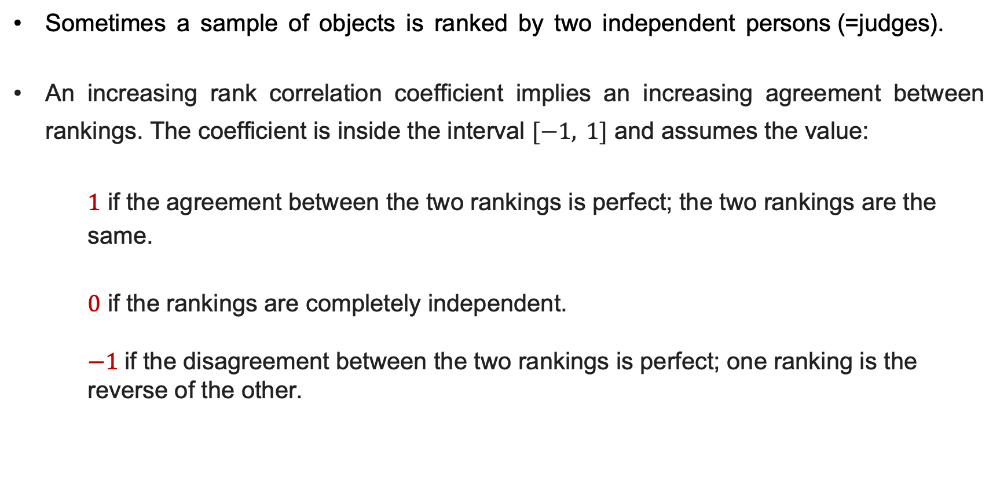 • Sometimes a sample of objects is ranked by two independent persons (=judges).
• An increasing rank correlation coefficient implies an increasing agreement between
rankings. The coefficient is inside the interval [−1, 1] and assumes the value:
1 if the agreement between the two rankings is perfect; the two rankings are the
same.
0 if the rankings are completely independent.
−1 if the disagreement between the two rankings is perfect; one ranking is the
reverse of the other.